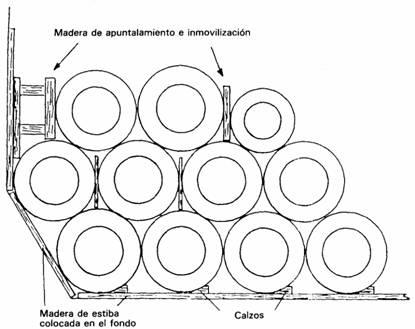 Madera de apuntalamiento e inmovilización
Madera de estiba
colocada en el fondo
Calzos